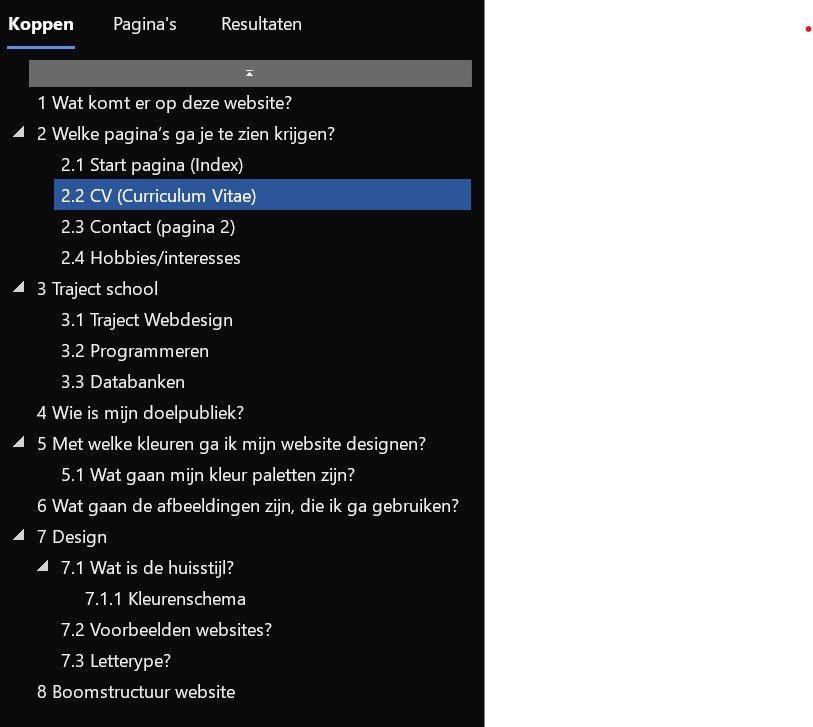 Koppen Pagina's Resultaten
1 Wat komt er op deze website?
2 Welke pagina’s ga je te zien krijgen?
2.1 Start pagina (Index)
2.2 CV (Curriculum Vitae)
2.3 Contact (pagina 2)
2.4 Hobbies/interesses
3 Traject school
3.1 Traject Webdesign
3.2 Programmeren
3.3 Databanken
4 Wie is mijn doelpubliek?
5 Met welke kleuren ga ik mijn website designen?
5.1 Wat gaan mijn kleur paletten zijn?
6 Wat gaan de afbeeldingen zijn, die ik ga gebruiken?
7 Design
7.1 Wat is de huisstijl?
7.1.1 Kleurenschema
7.2 Voorbeelden websites?
7.3 Letterype?
8 Boomstructuur website